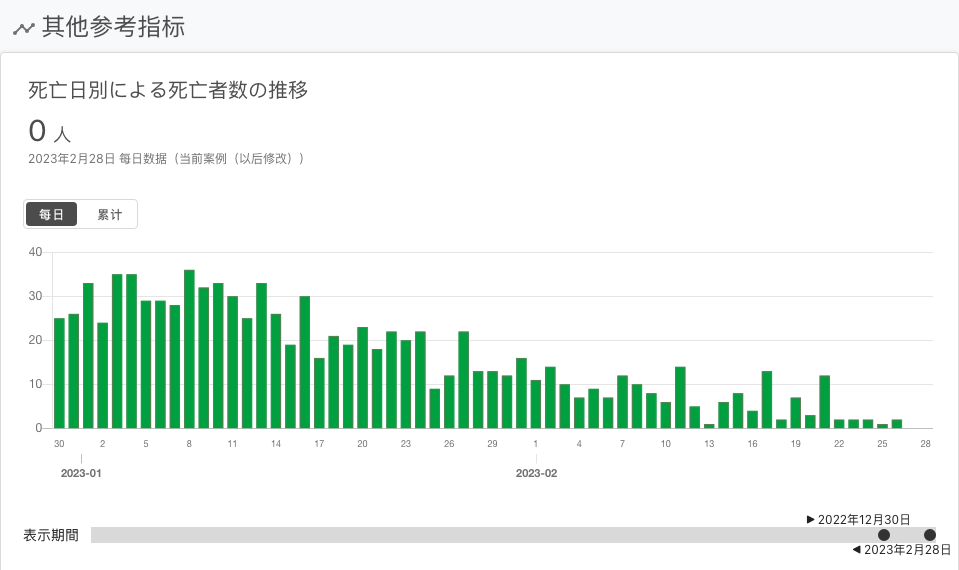 其他参考指标
死亡日別による死亡者数の推移
0 人
2023年2月28日 每日数据（当前案例（以后修改））
每日 累计
40
30
20
10
0
30 2 5 8 11 14 17 20 23 26 29 1 4 7 10 13 16 19 22 25 28
2023-01 2023-02
▶ 2022年12月30日
表示期間
◀ 2023年2月28日